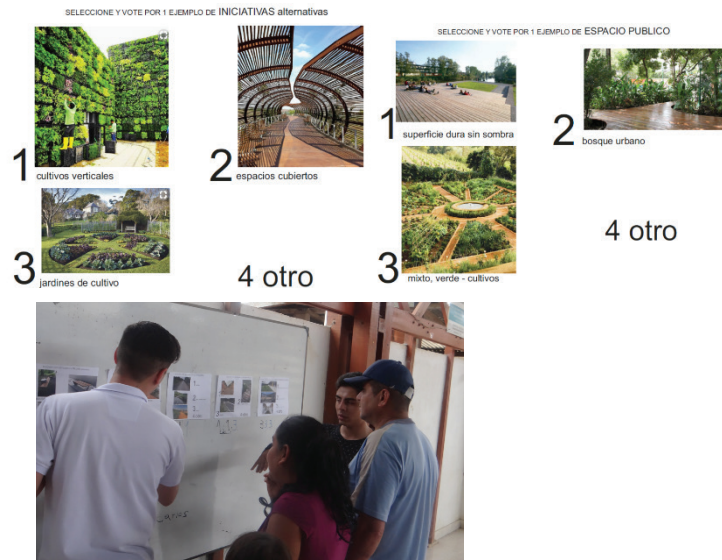 SELECCIONE Y VOTE POR 1 EJEMPLO DE INICIATIVAS alternativas
1
cultivos verticales
2
espacios cubiertos
3
jardines de cultivo
4 otro
SELECCIONE Y VOTE POR 1 EJEMPLO DE ESPACIO PUBLICO
1
superficie dura sin sombra
2
bosque urbano
3
mixto, verde - cultivos
4 otro